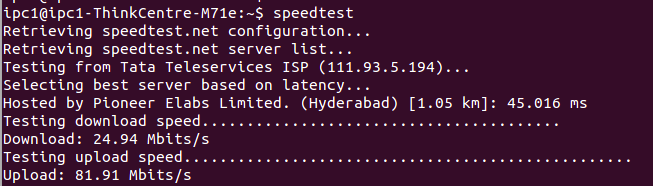 ipc1@ipc1-ThinkCentre-M71e:~$ speedtest
Retrieving speedtest.net configuration...
Retrieving speedtest.net server list...
Testing from Tata Teleservices ISP (111.93.5.194)...
Selecting best server based on latency...
Hosted by Pioneer Elabs Limited. (Hyderabad) [1.05 km]: 45.016 ms
Testing download speed........................................
Download: 24.94 Mbits/s
Testing upload speed..................................................
Upload: 81.91 Mbits/s